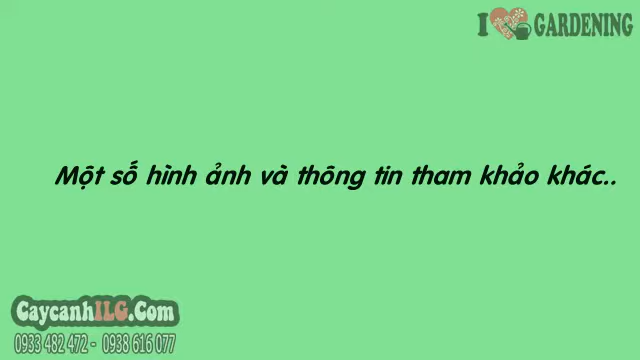 I GARDENING
Một số hình ảnh và thông tin tham khảo khác..
CaycanhILG.Com
0933 482 472 - 0938 616 077